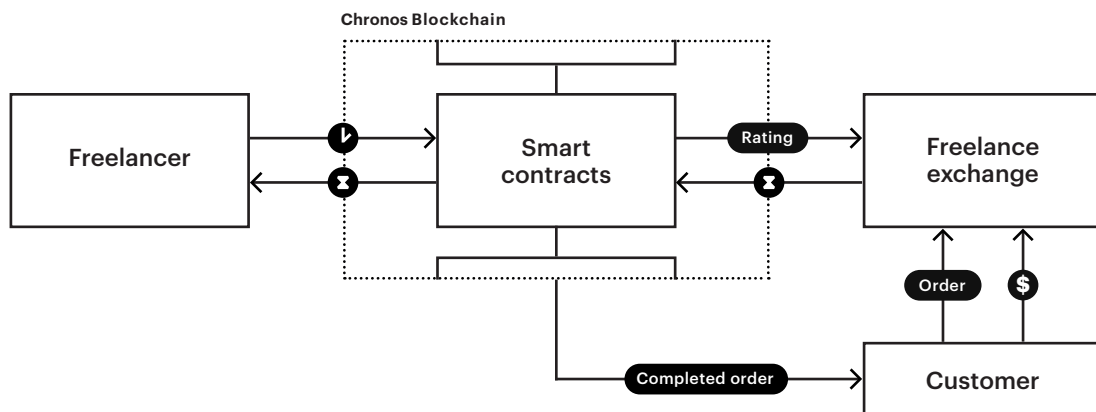 Chronos Blockchain
Freelancer
Smart
contracts
Rating
Freelance
exchange
Order
$
Completed order
Customer